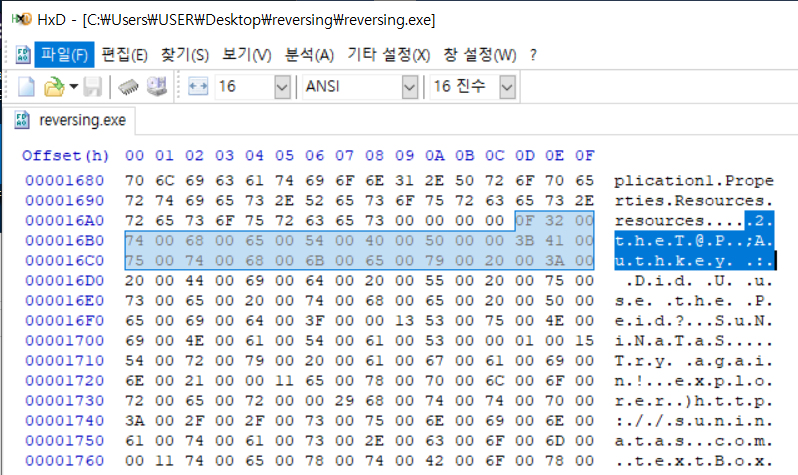 HxD - [C:₩Users₩USER₩Desktop₩reversing₩reversing.exe]
파일(F) 편집(E) 찾기(S) 보기(V) 분석(A) 기타 설정(X) 창 설정(W) ?
16 ANSI 16 진수
reversing.exe
Offset(h) 00 01 02 03 04 05 06 07 08 09 0A 0B 0C 0D 0E 0F
00001680 70 6C 69 63 61 74 69 6F 6E 31 2E 50 72 6F 70 65 plication1.Prope
00001690 72 74 69 65 73 2E 52 65 73 6F 75 72 63 65 73 2E rties.Resources.
000016A0 72 65 73 6F 75 72 63 65 73 00 00 00 00 0F 32 00 resources.....2.
000016B0 74 00 68 00 65 00 54 00 40 00 50 00 00 3B 41 00 t.h.e.T.@.P..;A.
000016C0 75 00 74 00 68 00 6B 00 65 00 79 00 20 00 3A 00 u.t.h.k.e.y. .:.
000016D0 20 00 44 00 69 00 64 00 20 00 55 00 20 00 75 00  .D.i.d. .U. .u.
000016E0 73 00 65 00 20 00 74 00 68 00 65 00 20 00 50 00 s.e. .t.h.e. .P.
000016F0 65 00 69 00 64 00 3F 00 00 13 53 00 75 00 4E 00 e.i.d.?...S.u.N.
00001700 69 00 4E 00 61 00 54 00 61 00 53 00 00 01 00 15 i.N.a.T.a.S.....
00001710 54 00 72 00 79 00 20 00 61 00 67 00 61 00 69 00 T.r.y. .a.g.a.i.
00001720 6E 00 21 00 00 11 65 00 78 00 70 00 6C 00 6F 00 n.!...e.x.p.l.o.
00001730 72 00 65 00 72 00 00 29 68 00 74 00 74 00 70 00 r.e.r..)h.t.t.p.
00001740 3A 00 2F 00 2F 00 73 00 75 00 6E 00 69 00 6E 00 :././.s.u.n.i.n.
00001750 61 00 74 00 61 00 73 00 2E 00 63 00 6F 00 6D 00 a.t.a.s...c.o.m.
00001760 00 11 74 00 65 00 78 00 74 00 42 00 6F 00 78 00 ..t.e.x.t.B.o.x.